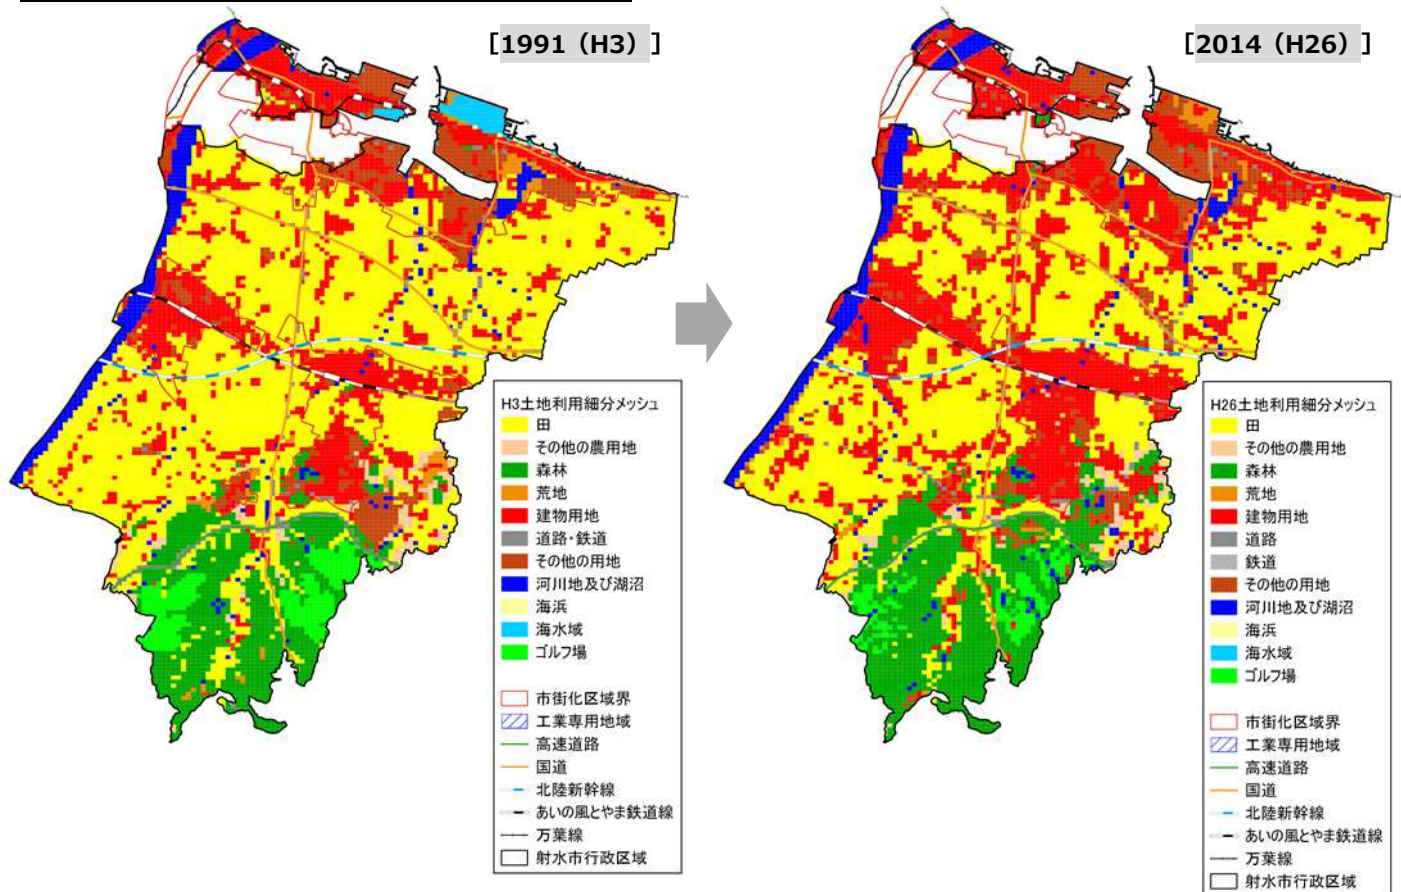 [1991（H3）]
[2014（H26）]
H3土地利用細分メッシュ
田
その他の農用地
森林
荒地
建物用地
道路・鉄道
その他の用地
河川地及び湖沼
海浜
海水域
ゴルフ場
市街化区域界
工業専用地域
高速道路
国道
北陸新幹線
あいの風とやま鉄道線
万葉線
射水市行政区域
H26土地利用細分メッシュ
田
その他の農用地
森林
荒地
建物用地
道路
鉄道
その他の用地
河川地及び湖沼
海浜
海水域
ゴルフ場
市街化区域界
工業専用地域
高速道路
国道
北陸新幹線
あいの風とやま鉄道線
万葉線
射水市行政区域